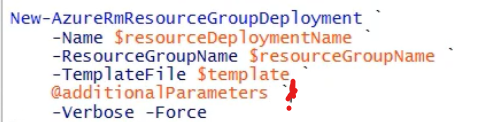 New-AzureRmResourceGroupDeployment `
-Name $resourceDeploymentName `
-ResourceGroupName $resourceGroupName `
-TemplateFile $template `
@additionalParameters `
-Verbose -Force